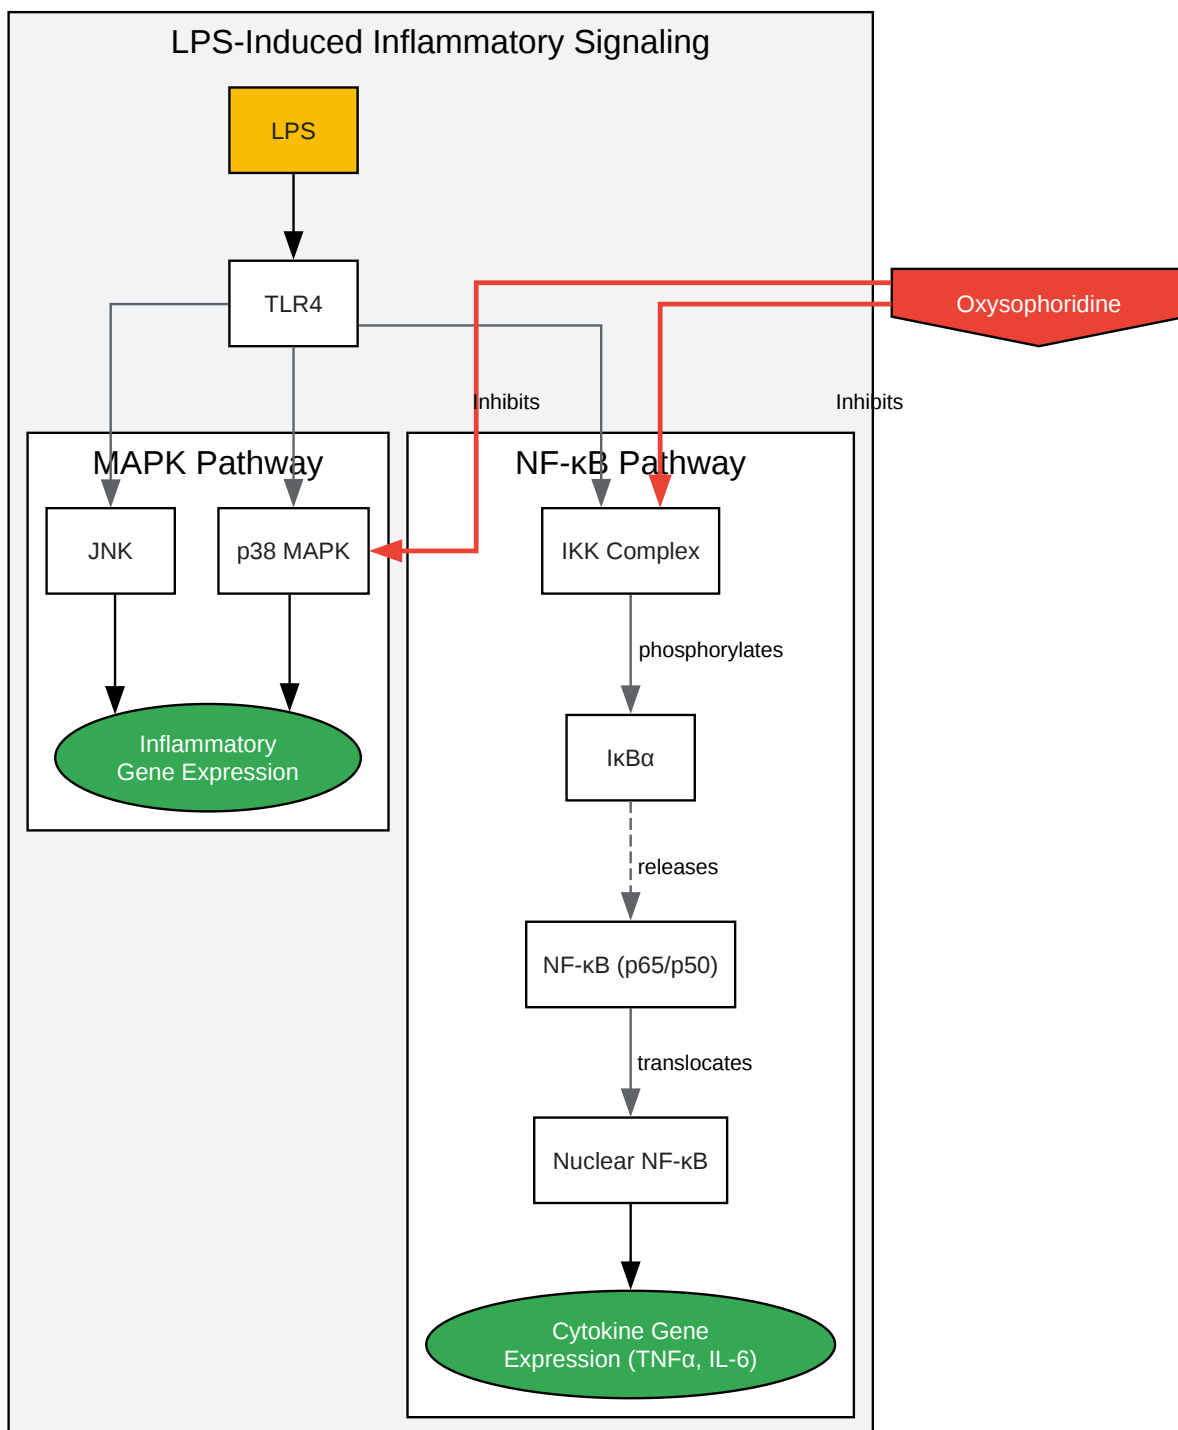 LPS-Induced Inflammatory Signaling
LPS
TLR4
Oxysophoridine
Inhibits
Inhibits
MAPK Pathway
NF-κB Pathway
JNK
p38 MAPK
IKK Complex
phosphorylates
Inflammatory
Gene Expression
IκBα
releases
NF-κB (p65/p50)
translocates
Nuclear NF-κB
Cytokine Gene
Expression (TNFα, IL-6)